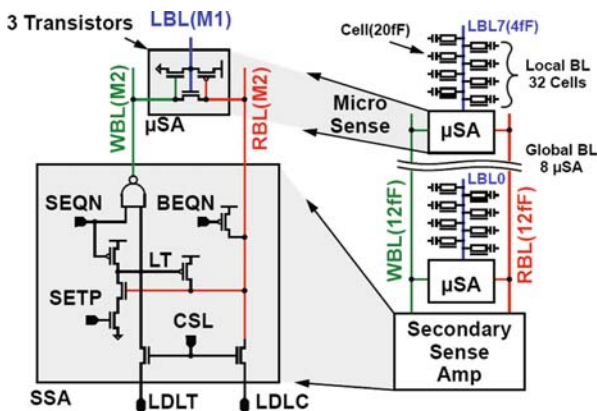 3 Transistors
LBL(M1)
WBL(M2)
RBL(M2)
µSA
SEQN
BEQN
LT
SETP
CSL
SSA
LDLT
LDLC
Cell(20fF)
LBL7(4fF)
Local BL
32 Cells
Micro
Sense
µSA
Global BL
8 µSA
LBL0
WBL(12fF)
RBL(12fF)
µSA
Secondary
Sense
Amp